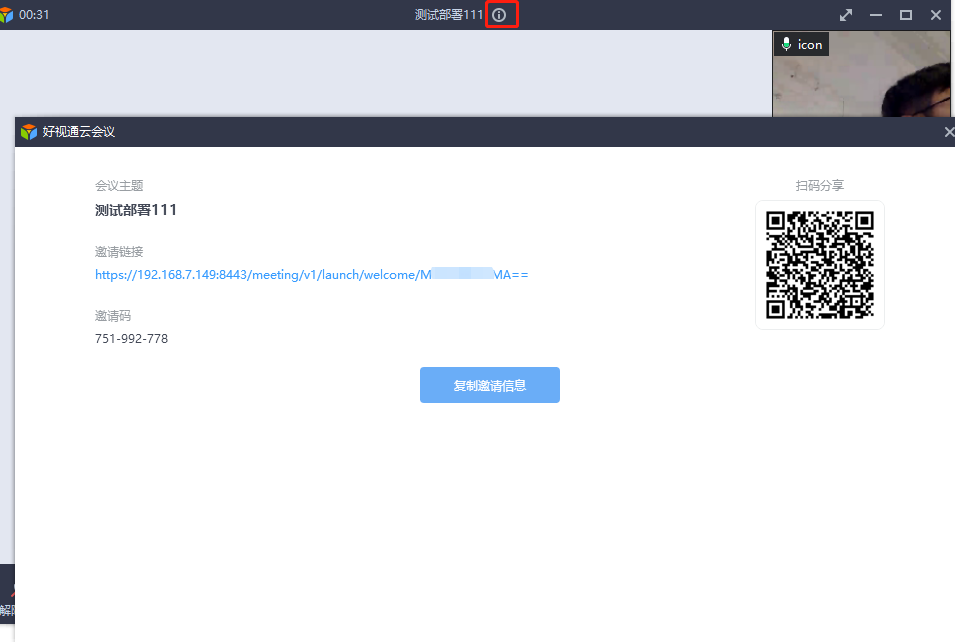 00:31
测试部署111
icon
好视通云会议
会议主题
测试部署111
扫码分享
邀请链接
https://192.168.7.149:8443/meeting/v1/launch/welcome/M
MA==
邀请码
751-992-778
复制邀请信息
解